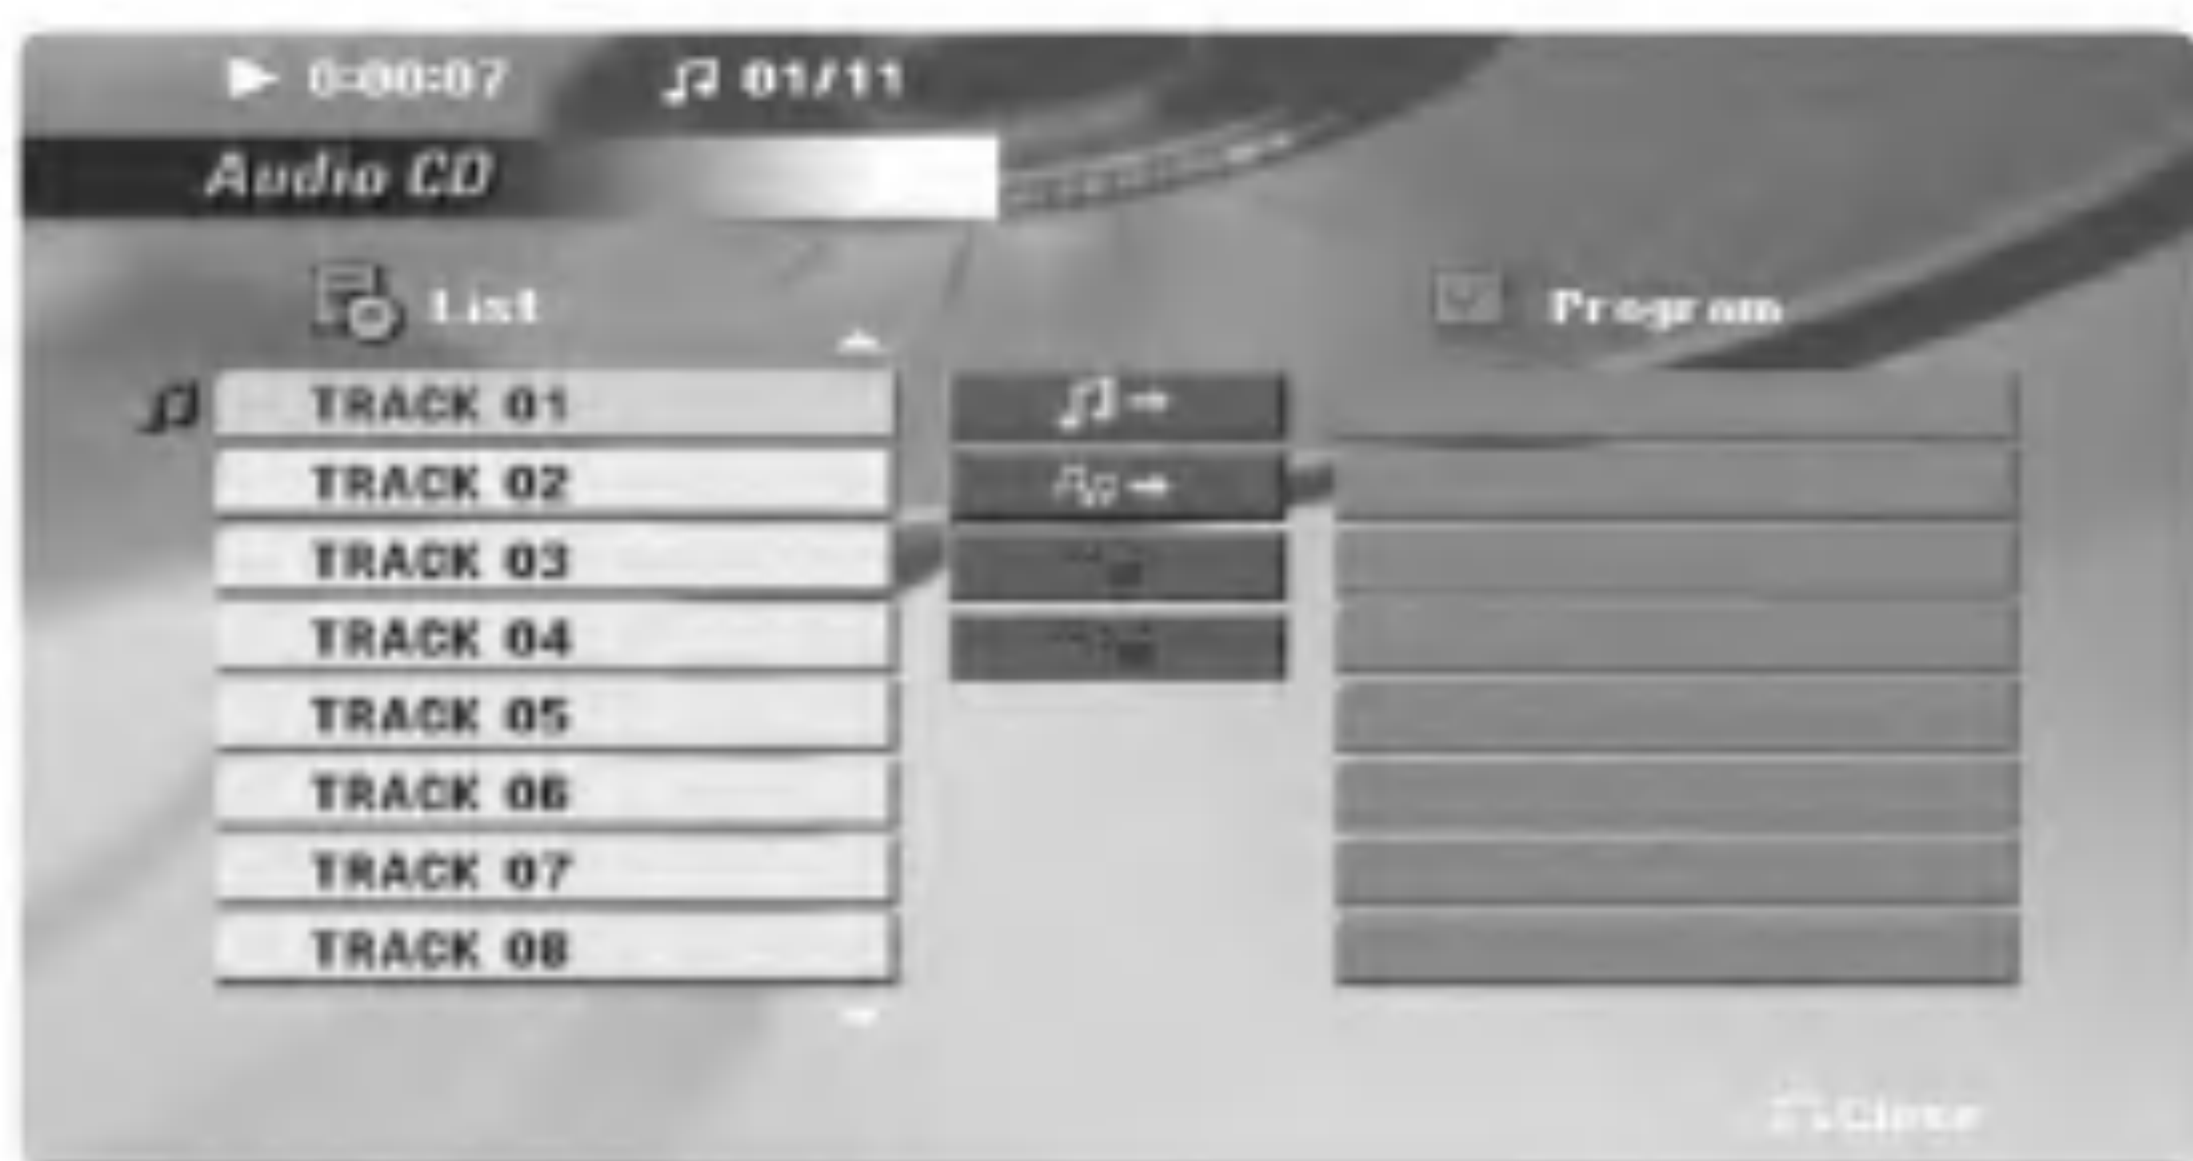 0:00:07 01/11
Audio CD
List
Program
TRACK 01
TRACK 02
TRACK 03
TRACK 04
TRACK 05
TRACK 06
TRACK 07
TRACK 08
Close